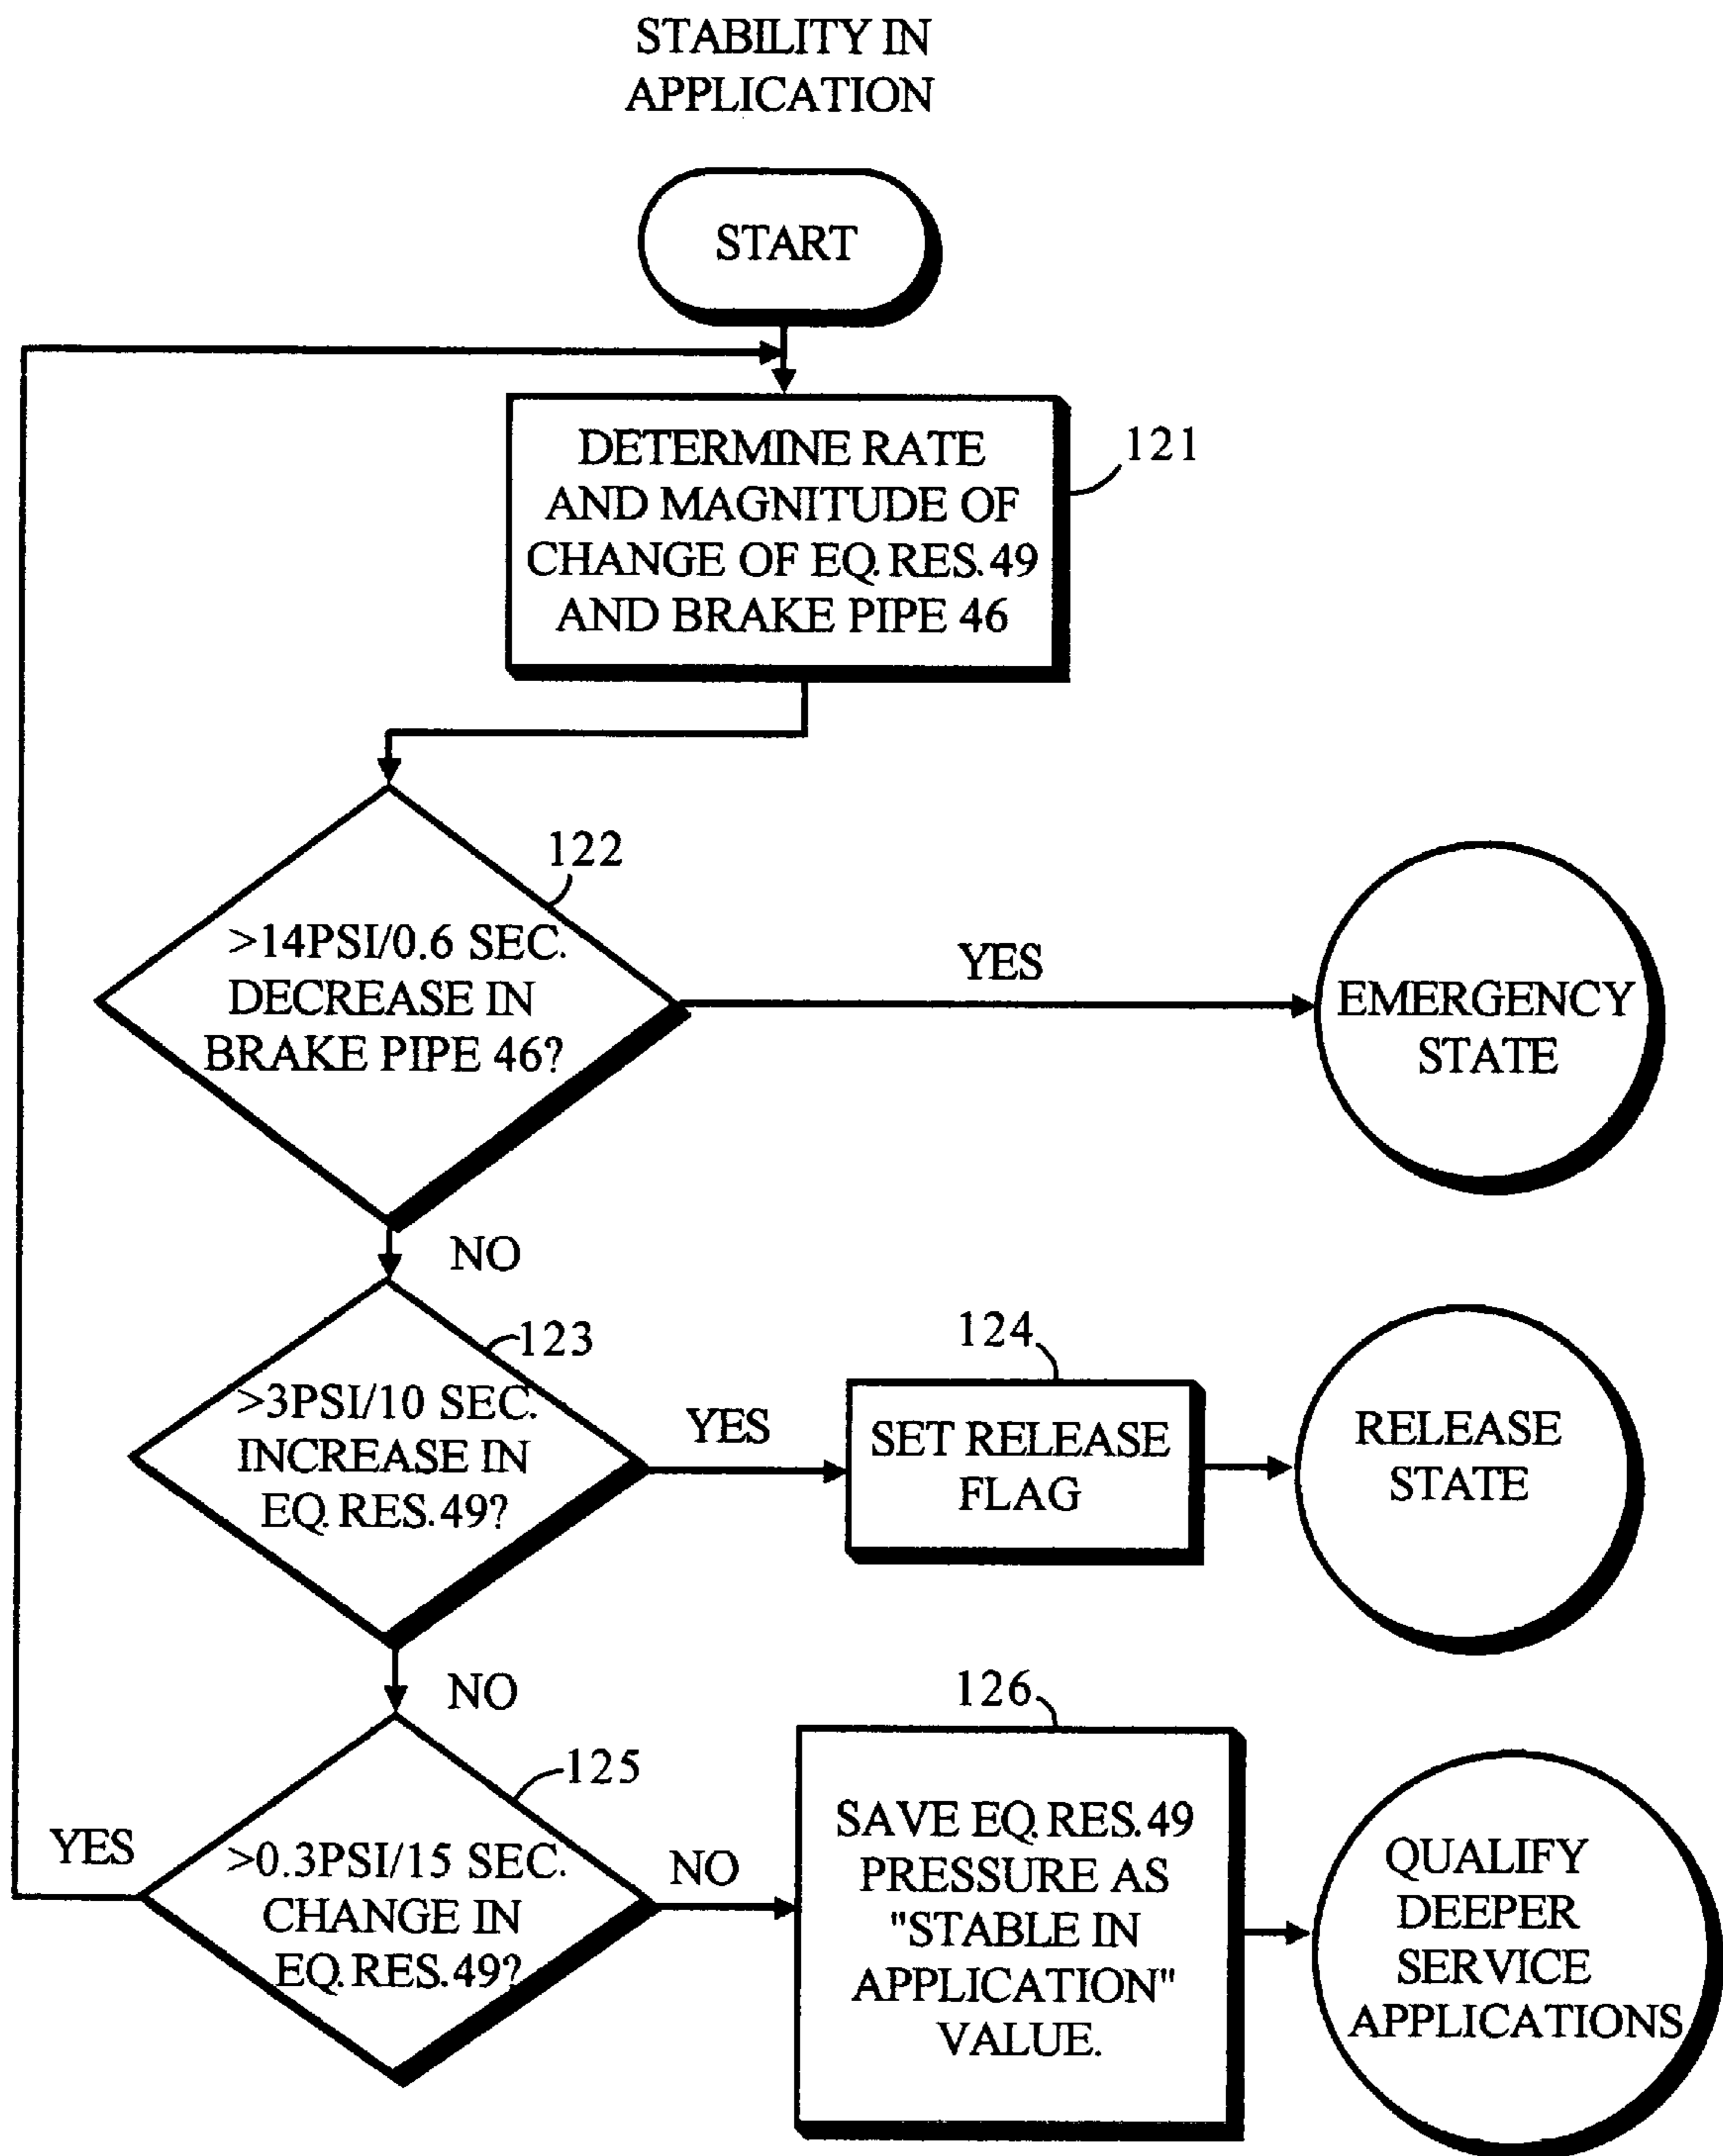 STABILITY IN
APPLICATION
START
DETERMINE RATE
AND MAGNITUDE OF
CHANGE OF EQ. RES. 49
AND BRAKE PIPE 46
121
122
>14PSI/0.6 SEC.
DECREASE IN
BRAKE PIPE 46?
YES
EMERGENCY
STATE
NO
123
>3PSI/10 SEC.
INCREASE IN
EQ. RES. 49?
YES
124
SET RELEASE
FLAG
RELEASE
STATE
NO
125
>0.3PSI/15 SEC.
CHANGE IN
EQ. RES. 49?
YES
NO
126
SAVE EQ. RES. 49
PRESSURE AS
"STABLE IN
APPLICATION"
VALUE.
QUALIFY
DEEPER
SERVICE
APPLICATIONS